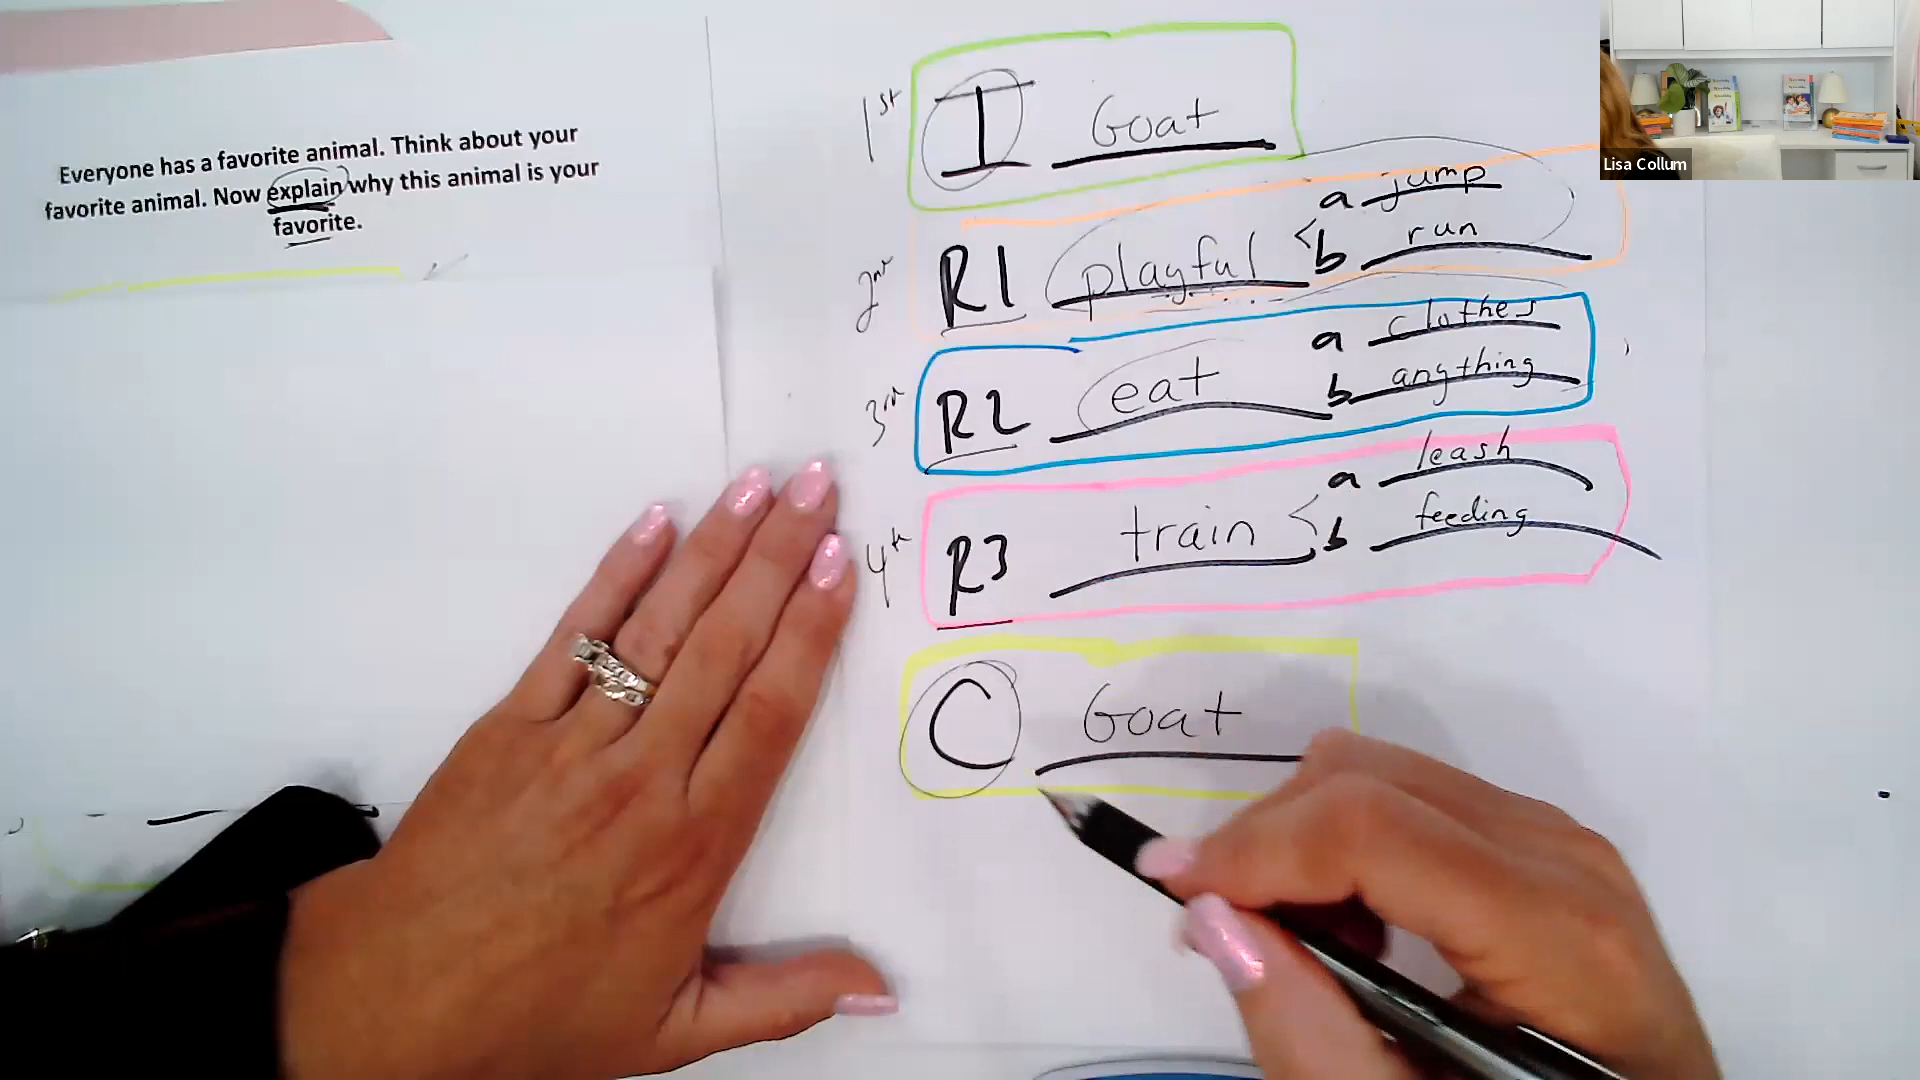 Everyone has a favorite animal. Think about your
favorite animal. Now explain why this animal is your
favorite.
1st I Goat
2nd R1 playful a jump
b run
3rd R2 eat a clothes
b anything
4th R3 train a leash
b feeding
C Goat
Lisa Collum